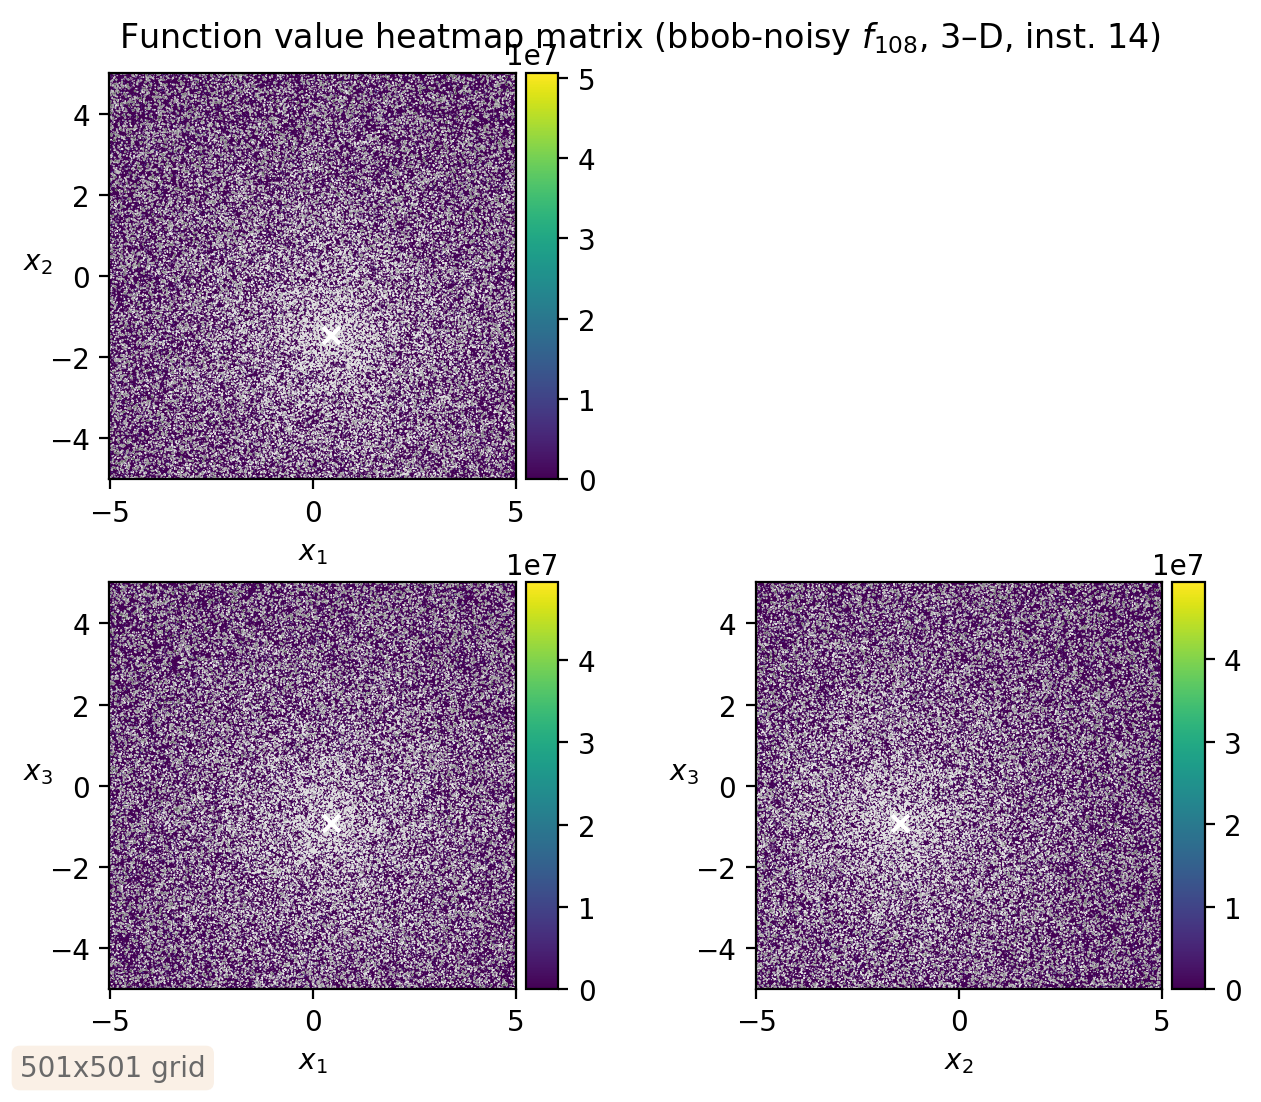 Function value heatmap matrix (bbob-noisy f₁₀₈, 3–D, inst. 14)
1e7
5
4
3
2
1
0
4
2
0
−2
−4
x₂
−5 0 5
x₁
1e7
4
3
2
1
0
4
2
0
−2
−4
x₃
−5 0 5
x₁
1e7
4
3
2
1
0
4
2
0
−2
−4
x₃
−5 0 5
x₂
501x501 grid